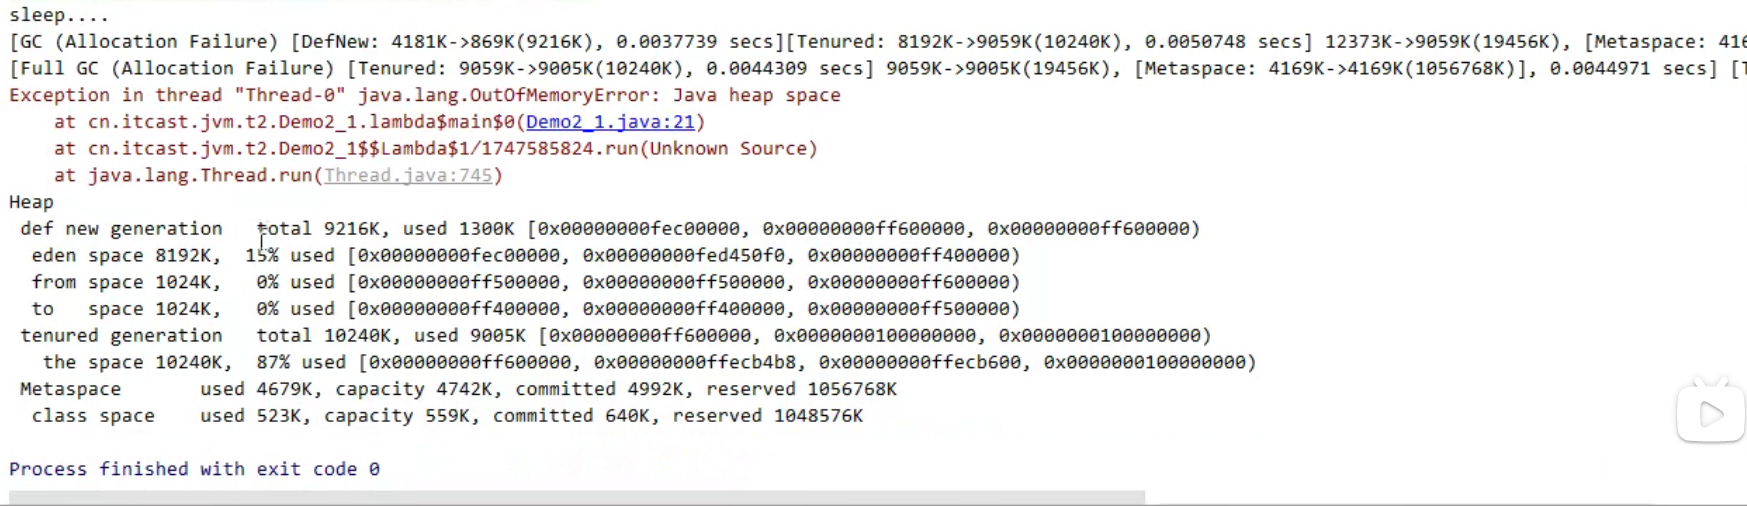 sleep....
[GC (Allocation Failure) [DefNew: 4181K->869K(9216K), 0.0037739 secs][Tenured: 8192K->9059K(10240K), 0.0050748 secs] 12373K->9059K(19456K), [Metaspace: 416
[Full GC (Allocation Failure) [Tenured: 9059K->9005K(10240K), 0.0044309 secs] 9059K->9005K(19456K), [Metaspace: 4169K->4169K(1056768K)], 0.0044971 secs] [T
Exception in thread "Thread-0" java.lang.OutOfMemoryError: Java heap space
at cn.itcast.jvm.t2.Demo2_1.lambda$main$0(Demo2_1.java:21)
at cn.itcast.jvm.t2.Demo2_1$$Lambda$1/1747585824.run(Unknown Source)
at java.lang.Thread.run(Thread.java:745)
Heap
def new generation   total 9216K, used 1300K [0x00000000fec00000, 0x00000000ff600000, 0x00000000ff600000)
eden space 8192K,  15% used [0x00000000fec00000, 0x00000000fed450f0, 0x00000000ff400000)
from space 1024K,   0% used [0x00000000ff500000, 0x00000000ff500000, 0x00000000ff600000)
to   space 1024K,   0% used [0x00000000ff400000, 0x00000000ff400000, 0x00000000ff500000)
tenured generation   total 10240K, used 9005K [0x00000000ff600000, 0x0000000100000000, 0x0000000100000000)
the space 10240K,  87% used [0x00000000ff600000, 0x00000000ffecb4b8, 0x00000000ffecb600, 0x0000000100000000)
Metaspace       used 4679K, capacity 4742K, committed 4992K, reserved 1056768K
class space    used 523K, capacity 559K, committed 640K, reserved 1048576K
Process finished with exit code 0